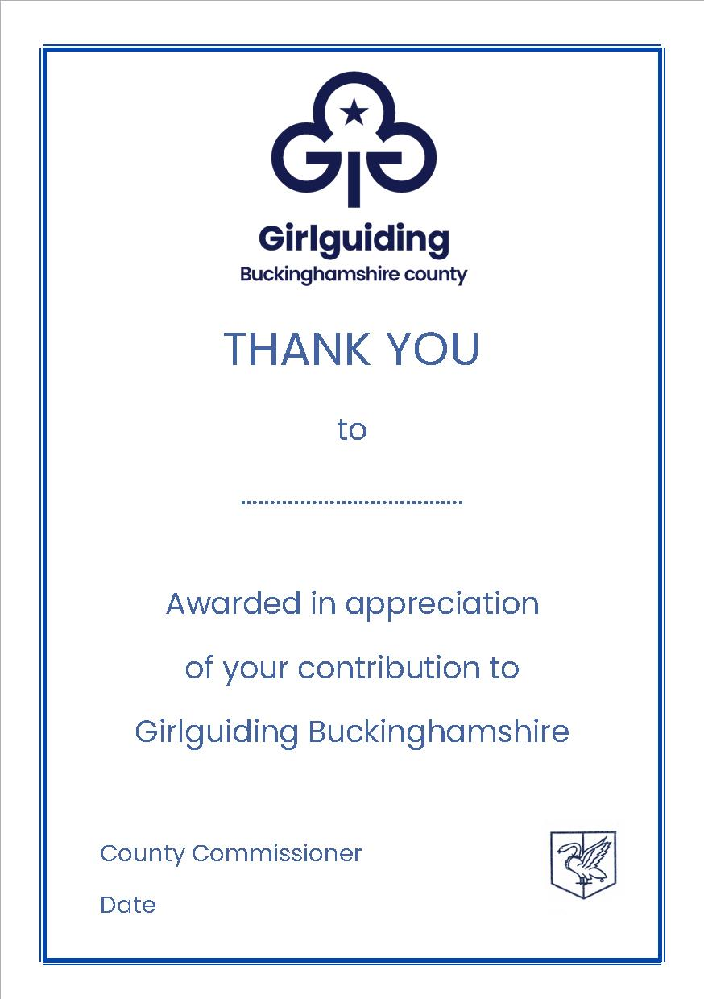 Girlguiding
Buckinghamshire county
THANK YOU
to
.......................................
Awarded in appreciation
of your contribution to
Girlguiding Buckinghamshire
County Commissioner
Date